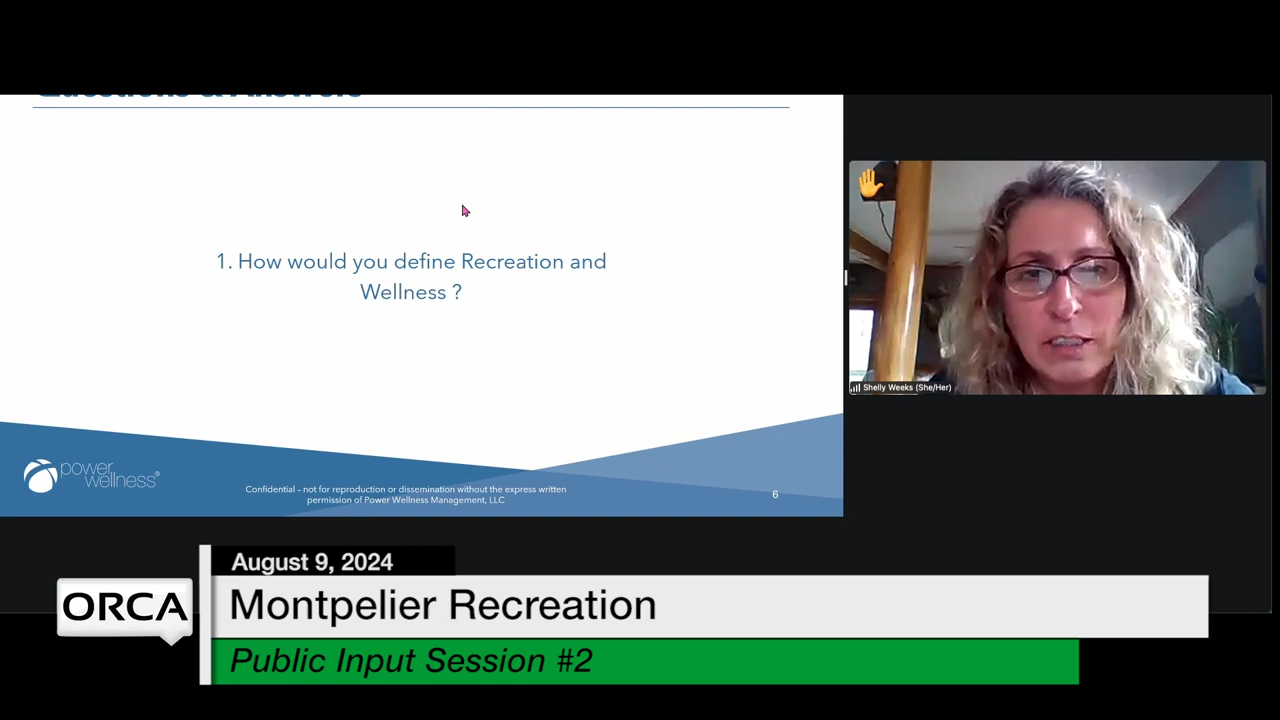 Questions & Answers
1. How would you define Recreation and
Wellness ?
power
wellness®
Confidential – not for reproduction or dissemination without the express written
permission of Power Wellness Management, LLC
6
Shelly Weeks (She/Her)
August 9, 2024
ORCA
Montpelier Recreation
Public Input Session #2